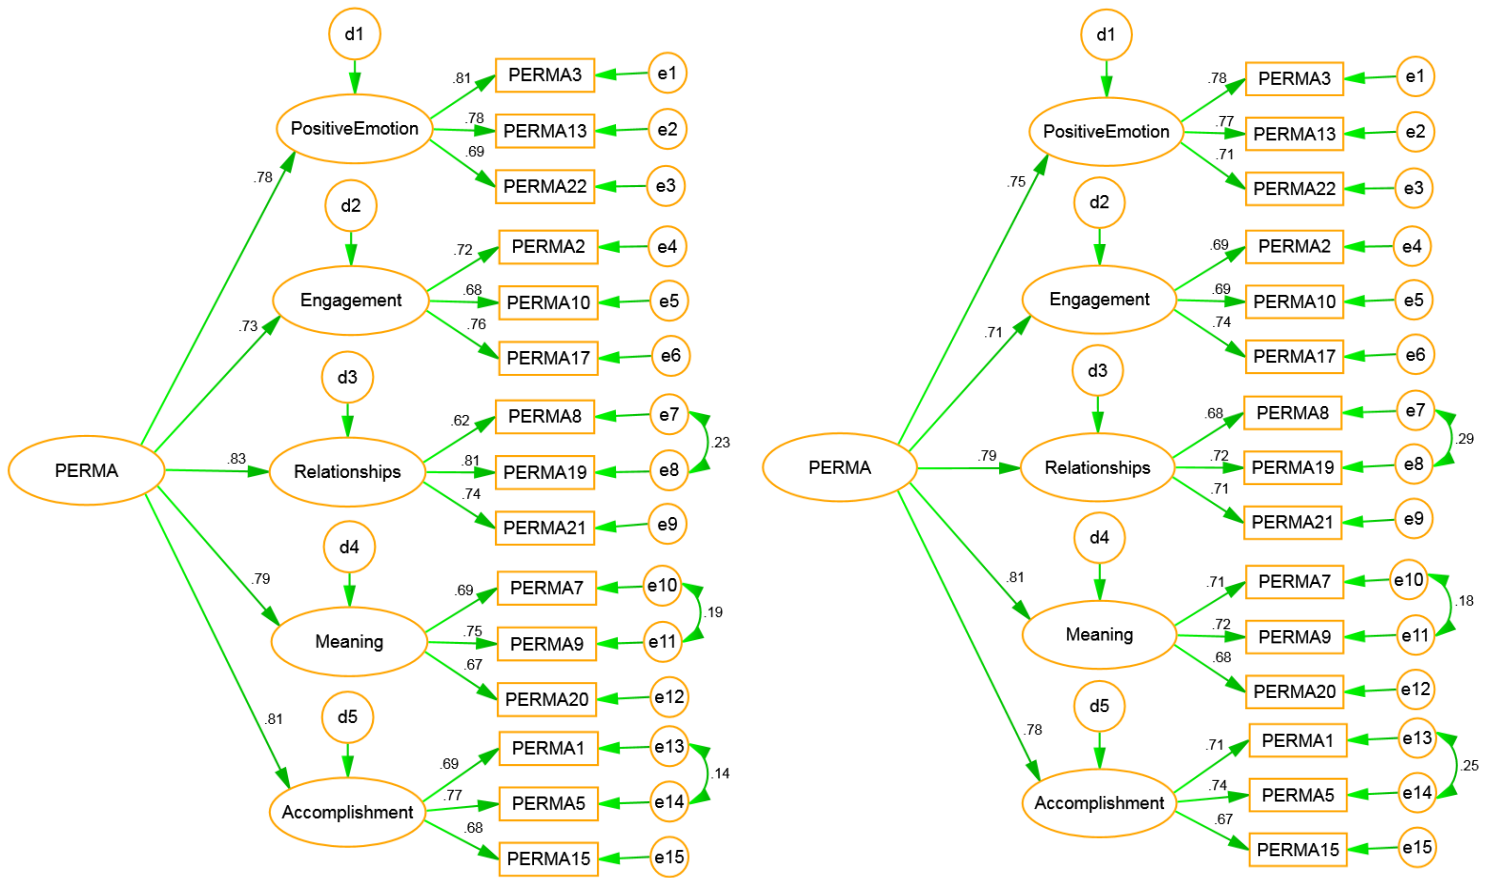 d1
PERMA3
e1
.81
PositiveEmotion
.78
PERMA13
e2
.69
PERMA22
e3
.78
d2
PERMA2
e4
.72
Engagement
.68
PERMA10
e5
.76
PERMA17
e6
.73
d3
PERMA8
e7
.62
.23
PERMA
.83
Relationships
.81
PERMA19
e8
.74
PERMA21
e9
d4
PERMA7
e10
.69
.19
.79
Meaning
.75
PERMA9
e11
.67
PERMA20
e12
.81
d5
PERMA1
e13
.69
.14
Accomplishment
.77
PERMA5
e14
.68
PERMA15
e15
d1
PERMA3
e1
.78
PositiveEmotion
.77
PERMA13
e2
.71
PERMA22
e3
.75
d2
PERMA2
e4
.69
Engagement
.69
PERMA10
e5
.74
PERMA17
e6
.71
d3
PERMA8
e7
.68
.29
PERMA
.79
Relationships
.72
PERMA19
e8
.71
PERMA21
e9
d4
PERMA7
e10
.71
.18
.81
Meaning
.72
PERMA9
e11
.68
PERMA20
e12
.78
d5
PERMA1
e13
.71
.25
Accomplishment
.74
PERMA5
e14
.67
PERMA15
e15